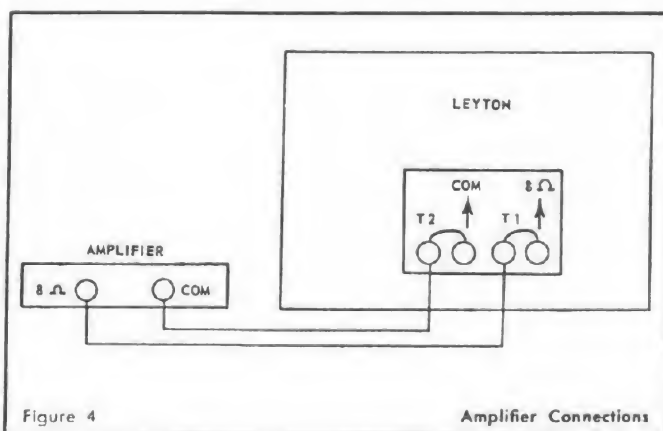 LEYTON
COM 8 Ω
T2 T1
AMPLIFIER
8 Ω COM
Figure 4 Amplifier Connections